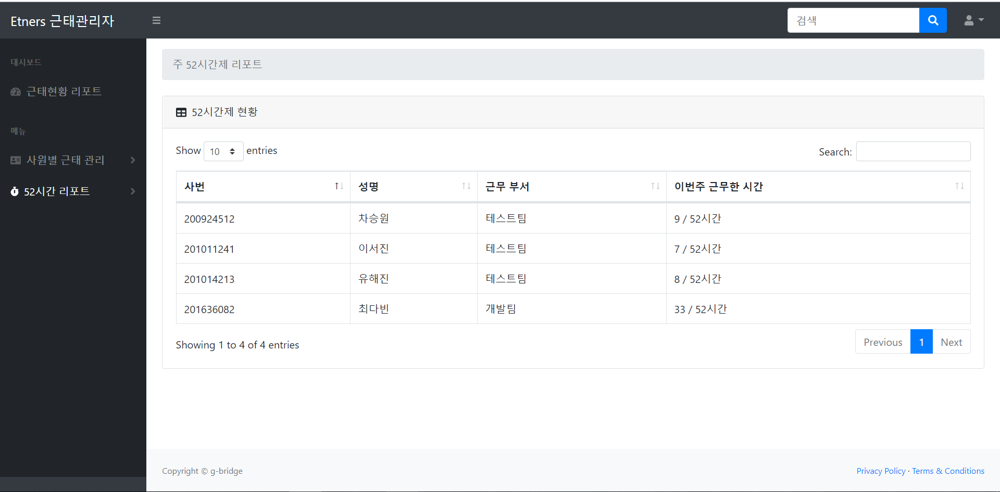 Etners 근태관리자
검색
대시보드
근태현황 리포트
메뉴
사원별 근태 관리
52시간 리포트
주 52시간제 리포트
52시간제 현황
Show 10 entries
Search:
사번 성명 근무 부서 이번주 근무한 시간
200924512 차승원 테스트팀 9 / 52시간
201011241 이서진 테스트팀 7 / 52시간
201014213 유해진 테스트팀 8 / 52시간
201636082 최다빈 개발팀 33 / 52시간
Showing 1 to 4 of 4 entries
Previous 1 Next
Copyright © g-bridge
Privacy Policy · Terms & Conditions